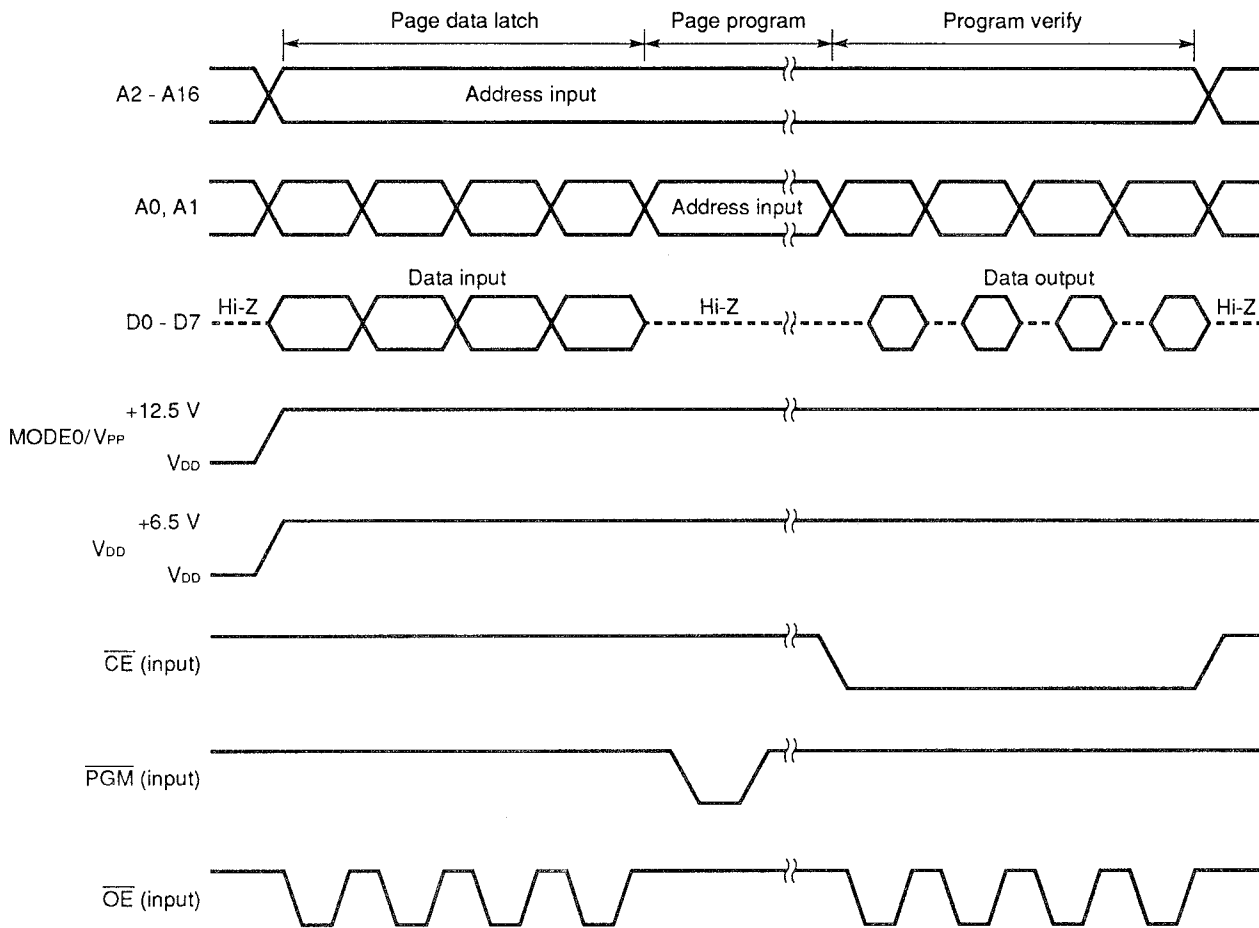 Page data latch Page program Program verify
A2 - A16 Address input
A0, A1 Address input
Data input Data output
D0 - D7 Hi-Z Hi-Z Hi-Z
+12.5 V
MODE0/VPP
VDD
+6.5 V
VDD
VDD
CE (input)
PGM (input)
OE (input)